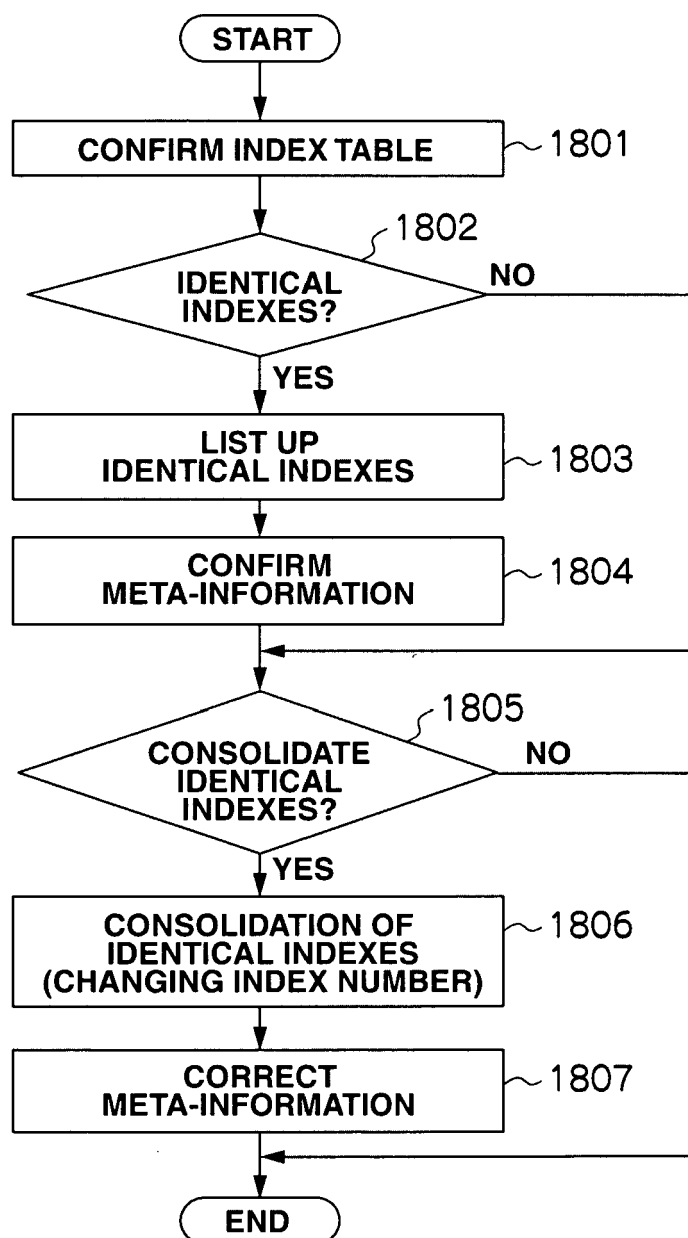 START
CONFIRM INDEX TABLE
1801
1802
IDENTICAL
INDEXES?
NO
YES
LIST UP
IDENTICAL INDEXES
1803
CONFIRM
META-INFORMATION
1804
1805
CONSOLIDATE
IDENTICAL
INDEXES?
NO
YES
CONSOLIDATION OF
IDENTICAL INDEXES
(CHANGING INDEX NUMBER)
1806
CORRECT
META-INFORMATION
1807
END